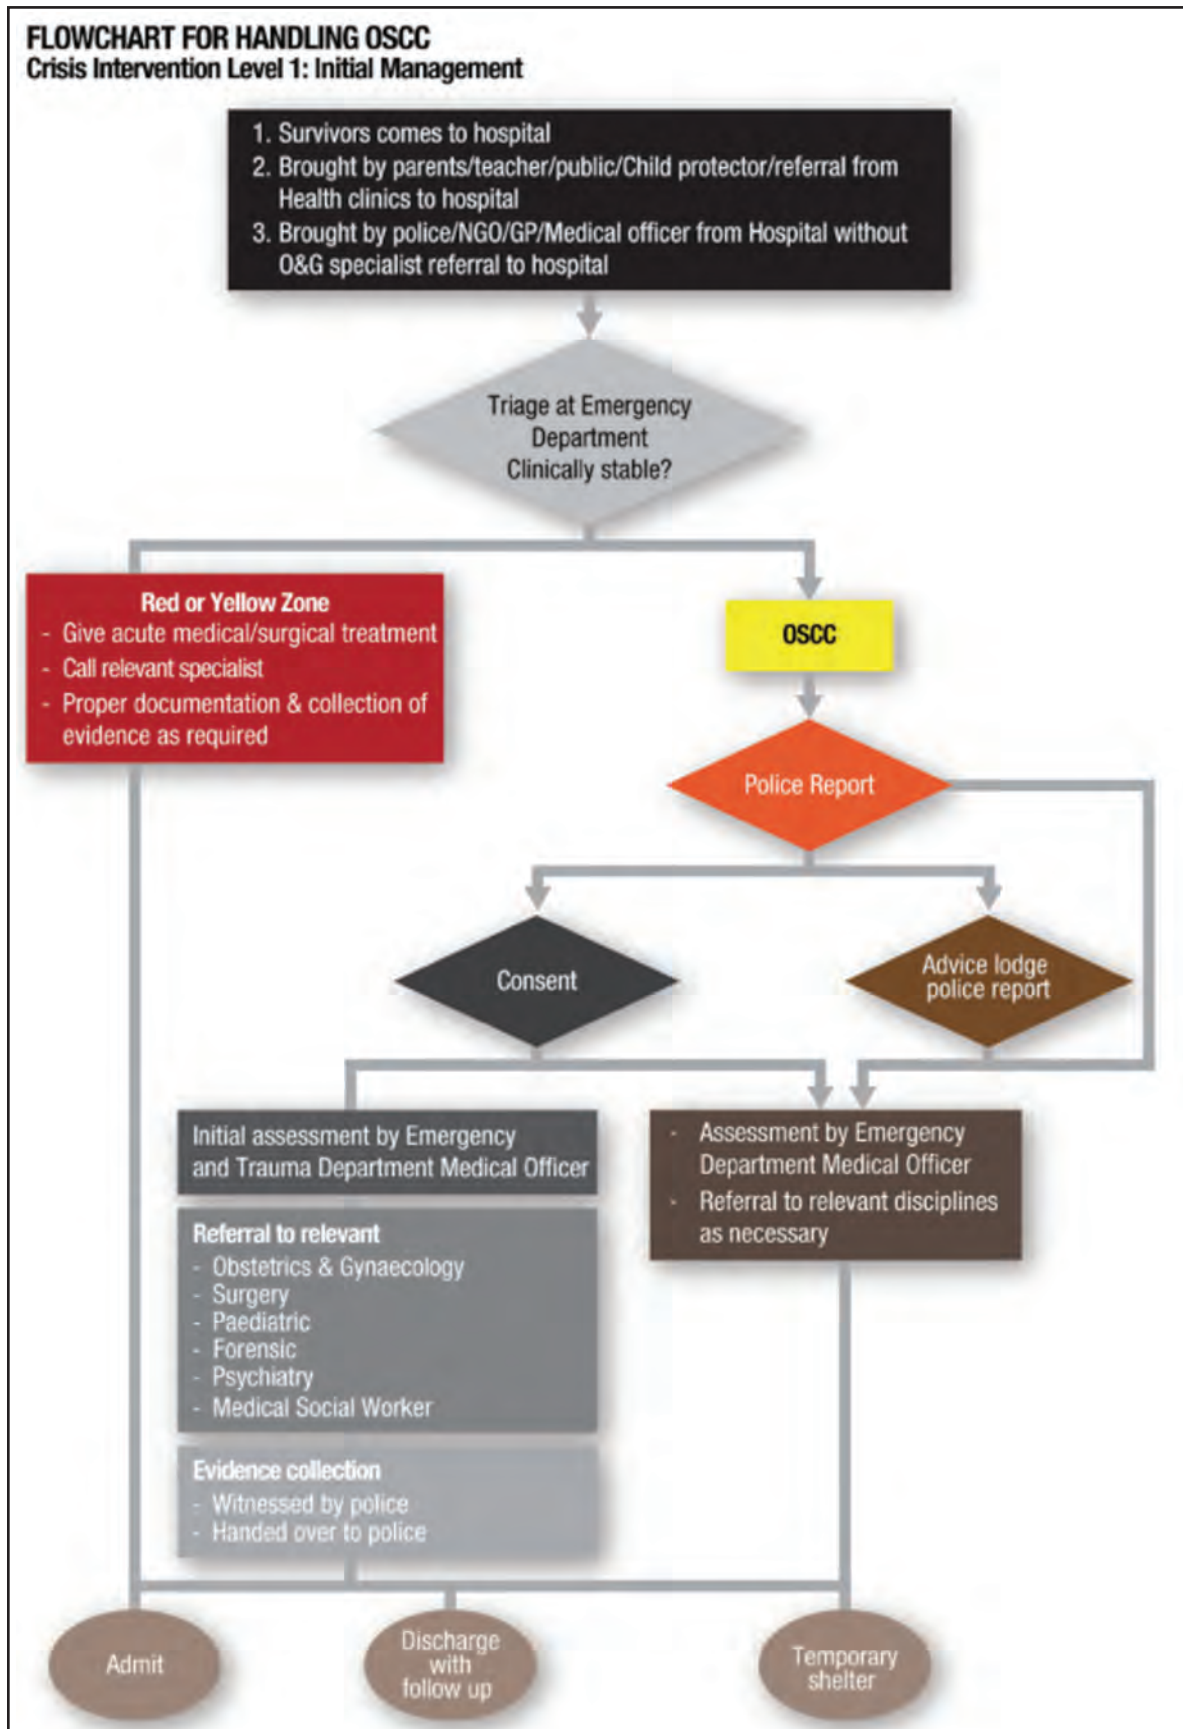 FLOWCHART FOR HANDLING OSCC
Crisis Intervention Level 1: Initial Management
1. Survivors comes to hospital
2. Brought by parents/teacher/public/Child protector/referral from
Health clinics to hospital
3. Brought by police/NGO/GP/Medical officer from Hospital without
O&G specialist referral to hospital
Triage at Emergency
Department
Clinically stable?
Red or Yellow Zone
- Give acute medical/surgical treatment
- Call relevant specialist
- Proper documentation & collection of
evidence as required
OSCC
Police Report
Consent
Advice lodge
police report
Initial assessment by Emergency
and Trauma Department Medical Officer
Referral to relevant
- Obstetrics & Gynaecology
- Surgery
- Paediatric
- Forensic
- Psychiatry
- Medical Social Worker
Evidence collection
- Witnessed by police
- Handed over to police
- Assessment by Emergency
Department Medical Officer
- Referral to relevant disciplines
as necessary
Admit
Discharge
with
follow up
Temporary
shelter